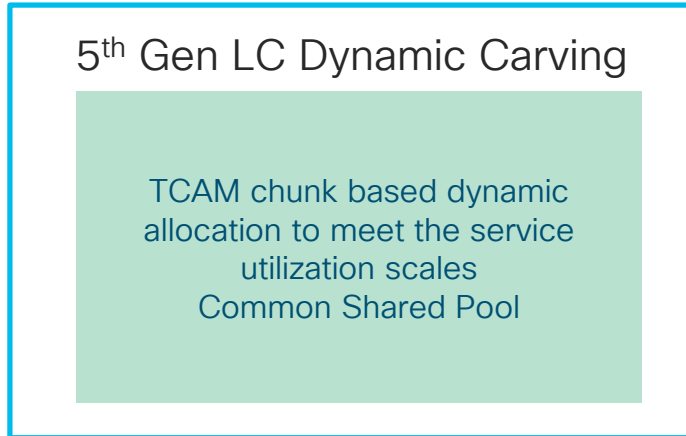 5th Gen LC Dynamic Carving
TCAM chunk based dynamic
allocation to meet the service
utilization scales
Common Shared Pool